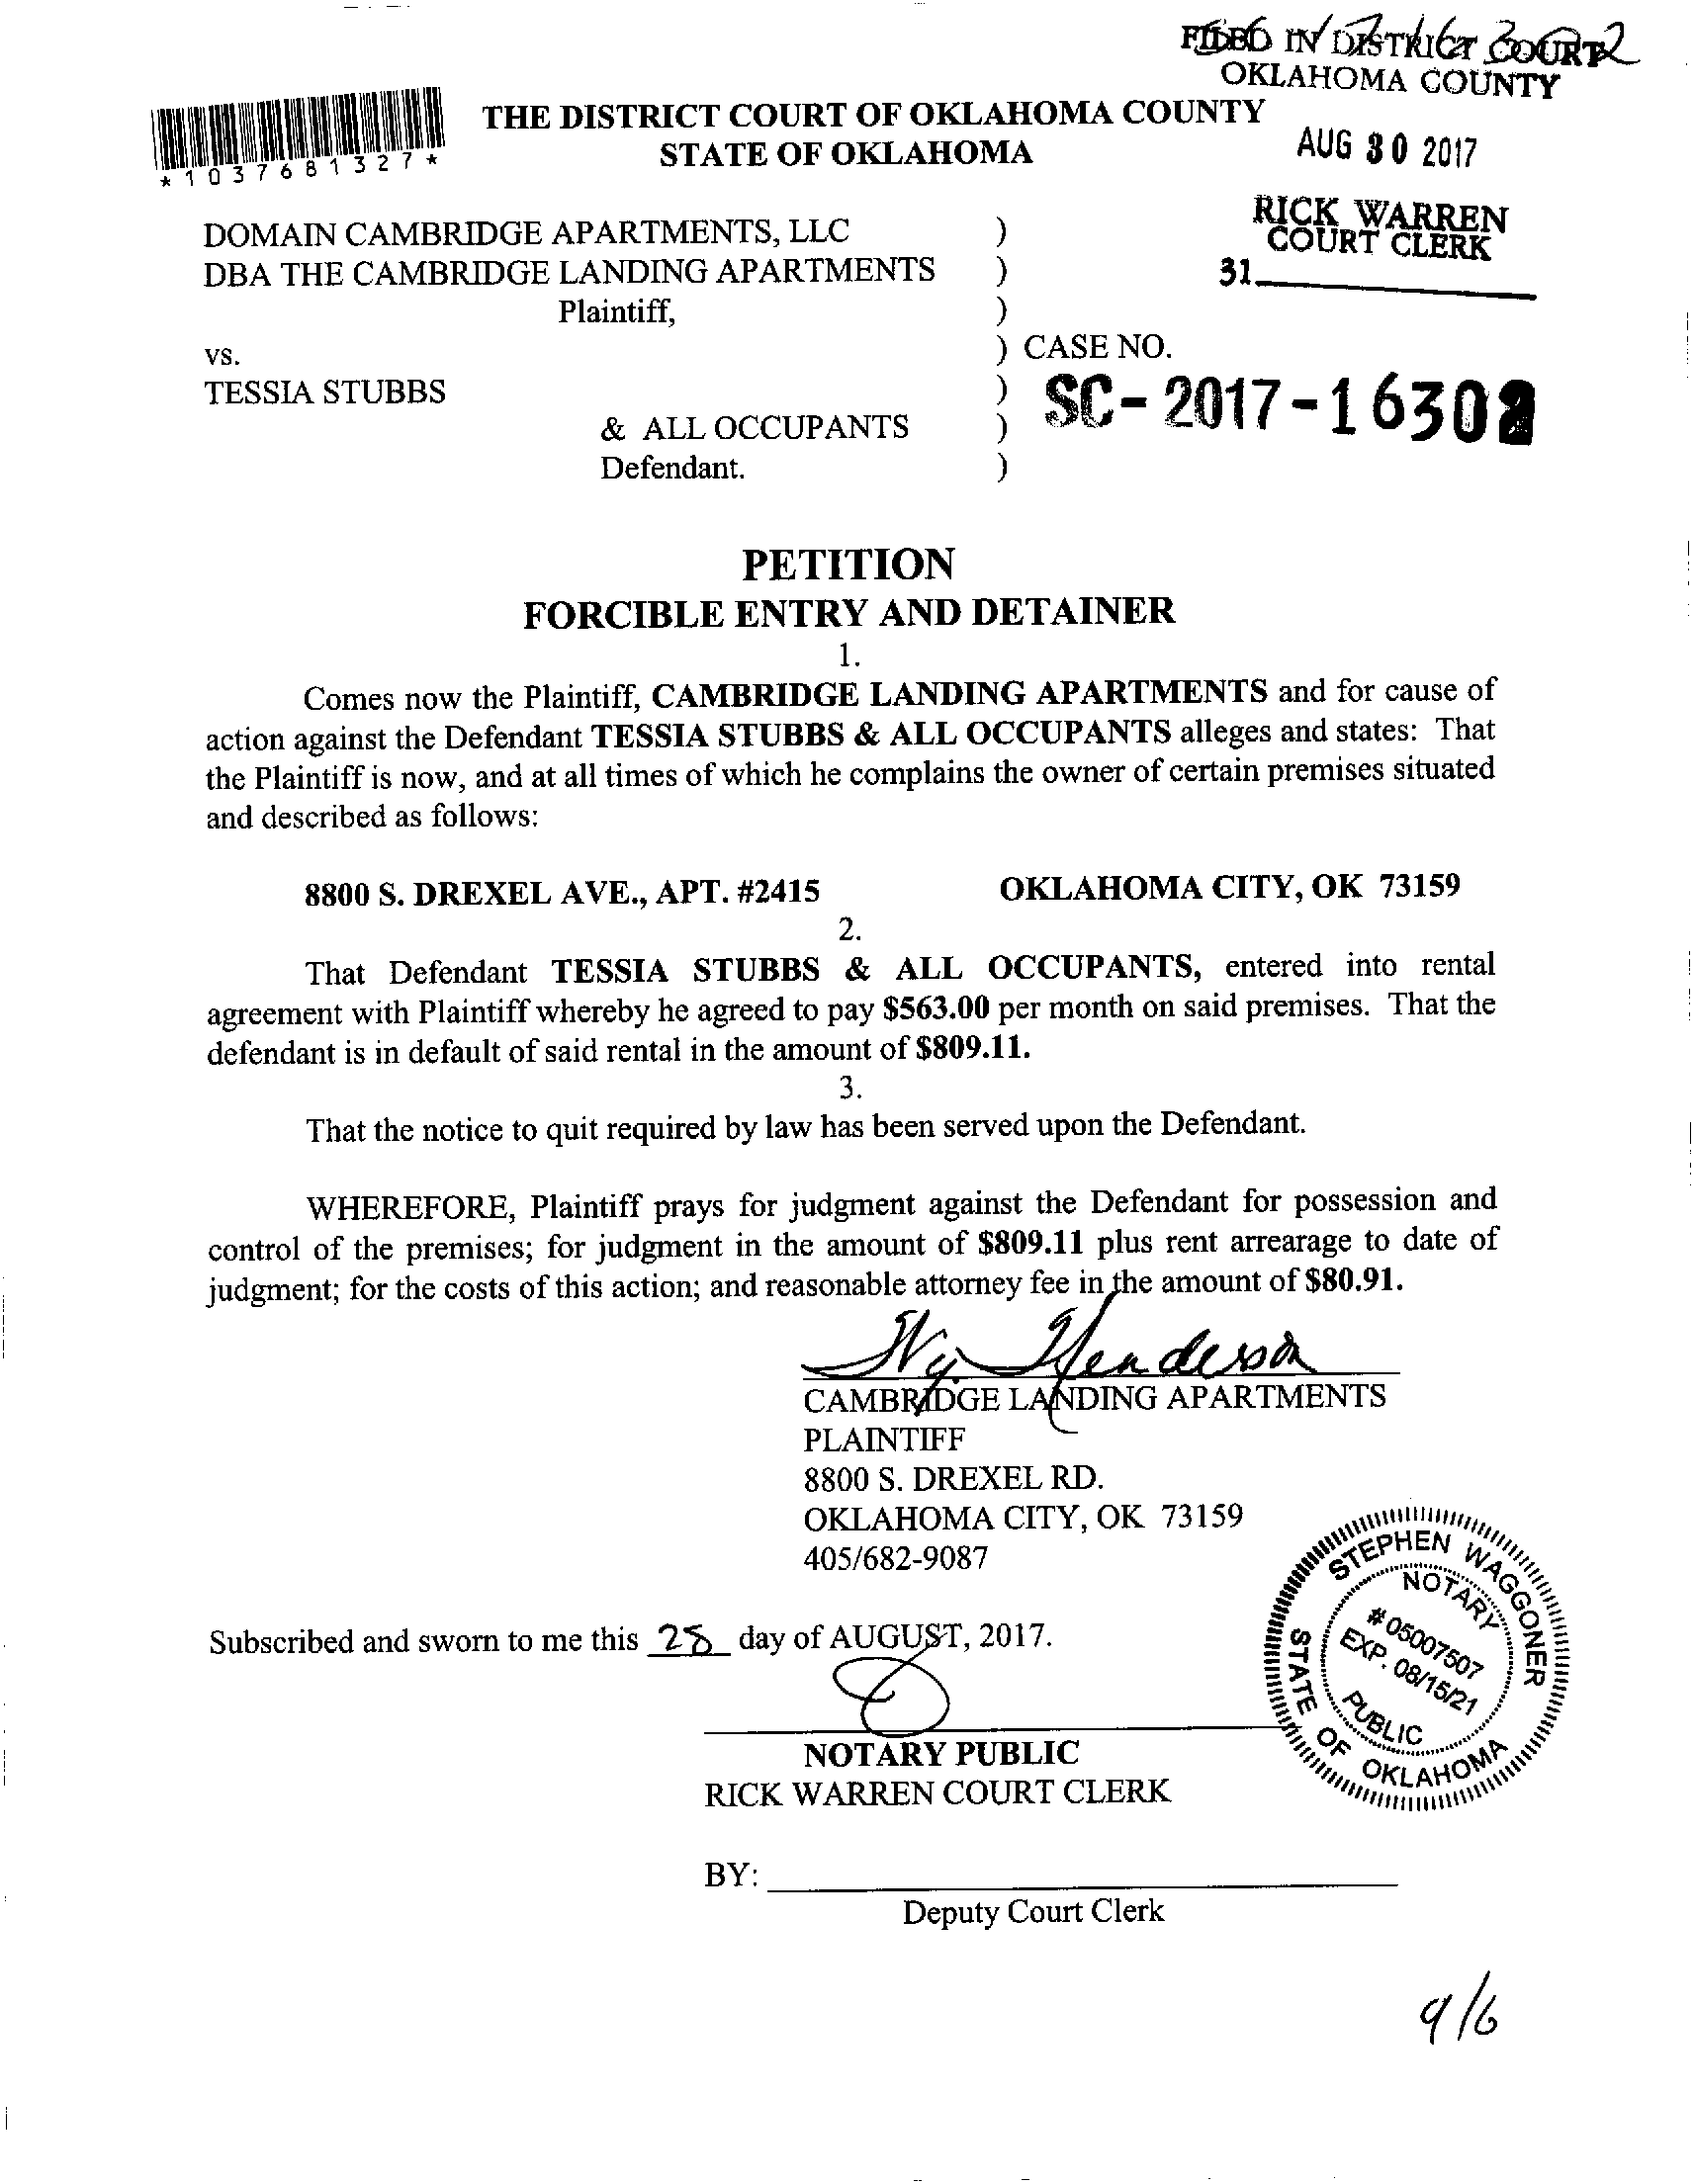 FILED IN DISTRICT COURT
OKLAHOMA COUNTY
AUG 30 2017
RICK WARREN
COURT CLERK
31
*1037681327*
THE DISTRICT COURT OF OKLAHOMA COUNTY
STATE OF OKLAHOMA
DOMAIN CAMBRIDGE APARTMENTS, LLC )
DBA THE CAMBRIDGE LANDING APARTMENTS )
Plaintiff, )
vs. ) CASE NO.
TESSIA STUBBS ) SC-2017-16302
& ALL OCCUPANTS )
Defendant. )
PETITION
FORCIBLE ENTRY AND DETAINER
1.
Comes now the Plaintiff, CAMBRIDGE LANDING APARTMENTS and for cause of
action against the Defendant TESSIA STUBBS & ALL OCCUPANTS alleges and states: That
the Plaintiff is now, and at all times of which he complains the owner of certain premises situated
and described as follows:
8800 S. DREXEL AVE., APT. #2415 OKLAHOMA CITY, OK 73159
2.
That Defendant TESSIA STUBBS & ALL OCCUPANTS, entered into rental
agreement with Plaintiff whereby he agreed to pay $563.00 per month on said premises. That the
defendant is in default of said rental in the amount of $809.11.
3.
That the notice to quit required by law has been served upon the Defendant.
WHEREFORE, Plaintiff prays for judgment against the Defendant for possession and
control of the premises; for judgment in the amount of $809.11 plus rent arrearage to date of
judgment; for the costs of this action; and reasonable attorney fee in the amount of $80.91.
Henderson
CAMBRIDGE LANDING APARTMENTS
PLAINTIFF
8800 S. DREXEL RD.
OKLAHOMA CITY, OK 73159
405/682-9087
Subscribed and sworn to me this 28 day of AUGUST, 2017.
NOTARY PUBLIC
RICK WARREN COURT CLERK
BY:
Deputy Court Clerk
STEPHEN WAGGONER
NOTARY
# 05007507
EXP. 08/15/21
PUBLIC
STATE OF OKLAHOMA
9/6